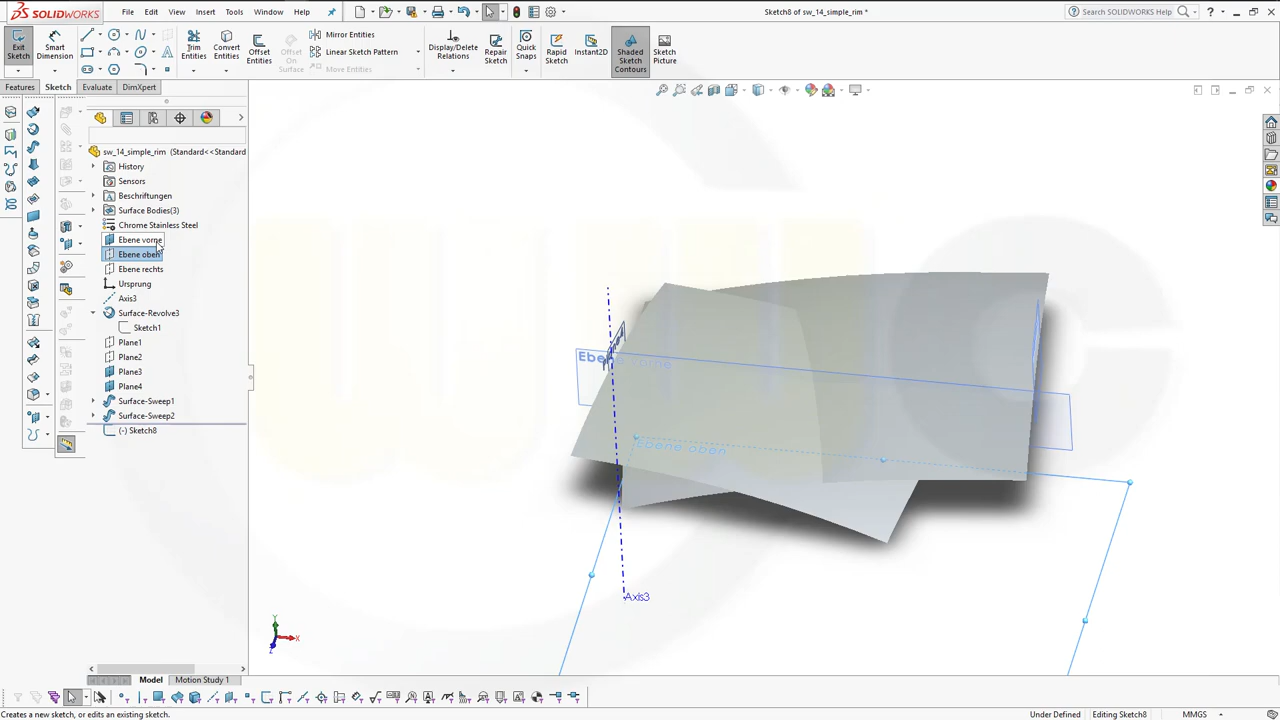 SOLIDWORKS File Edit View Insert Tools Window Help Sketch8 of sw_14_simple_rim * Search SOLIDWORKS Help
Exit Sketch Smart Dimension Trim Entities Convert Entities Offset Entities Offset On Surface Mirror Entities Display/Delete Relations Repair Sketch Quick Snaps Rapid Sketch Instant2D Shaded Sketch Contours Sketch Picture
Linear Sketch Pattern
Move Entities
Features Sketch Evaluate DimXpert
sw_14_simple_rim (Standard<<Standard
History
Sensors
Beschriftungen
Surface Bodies(3)
Chrome Stainless Steel
Ebene vorne
Ebene oben
Ebene rechts
Ursprung
Axis3
Surface-Revolve3
Sketch1
Plane1
Plane2
Plane3
Plane4
Surface-Sweep1
Surface-Sweep2
(-) Sketch8
Ebene vorne
Ebene oben
Axis3
Y
X
Z
Model Motion Study 1
Creates a new sketch, or edits an existing sketch. Under Defined Editing Sketch8 MMGS